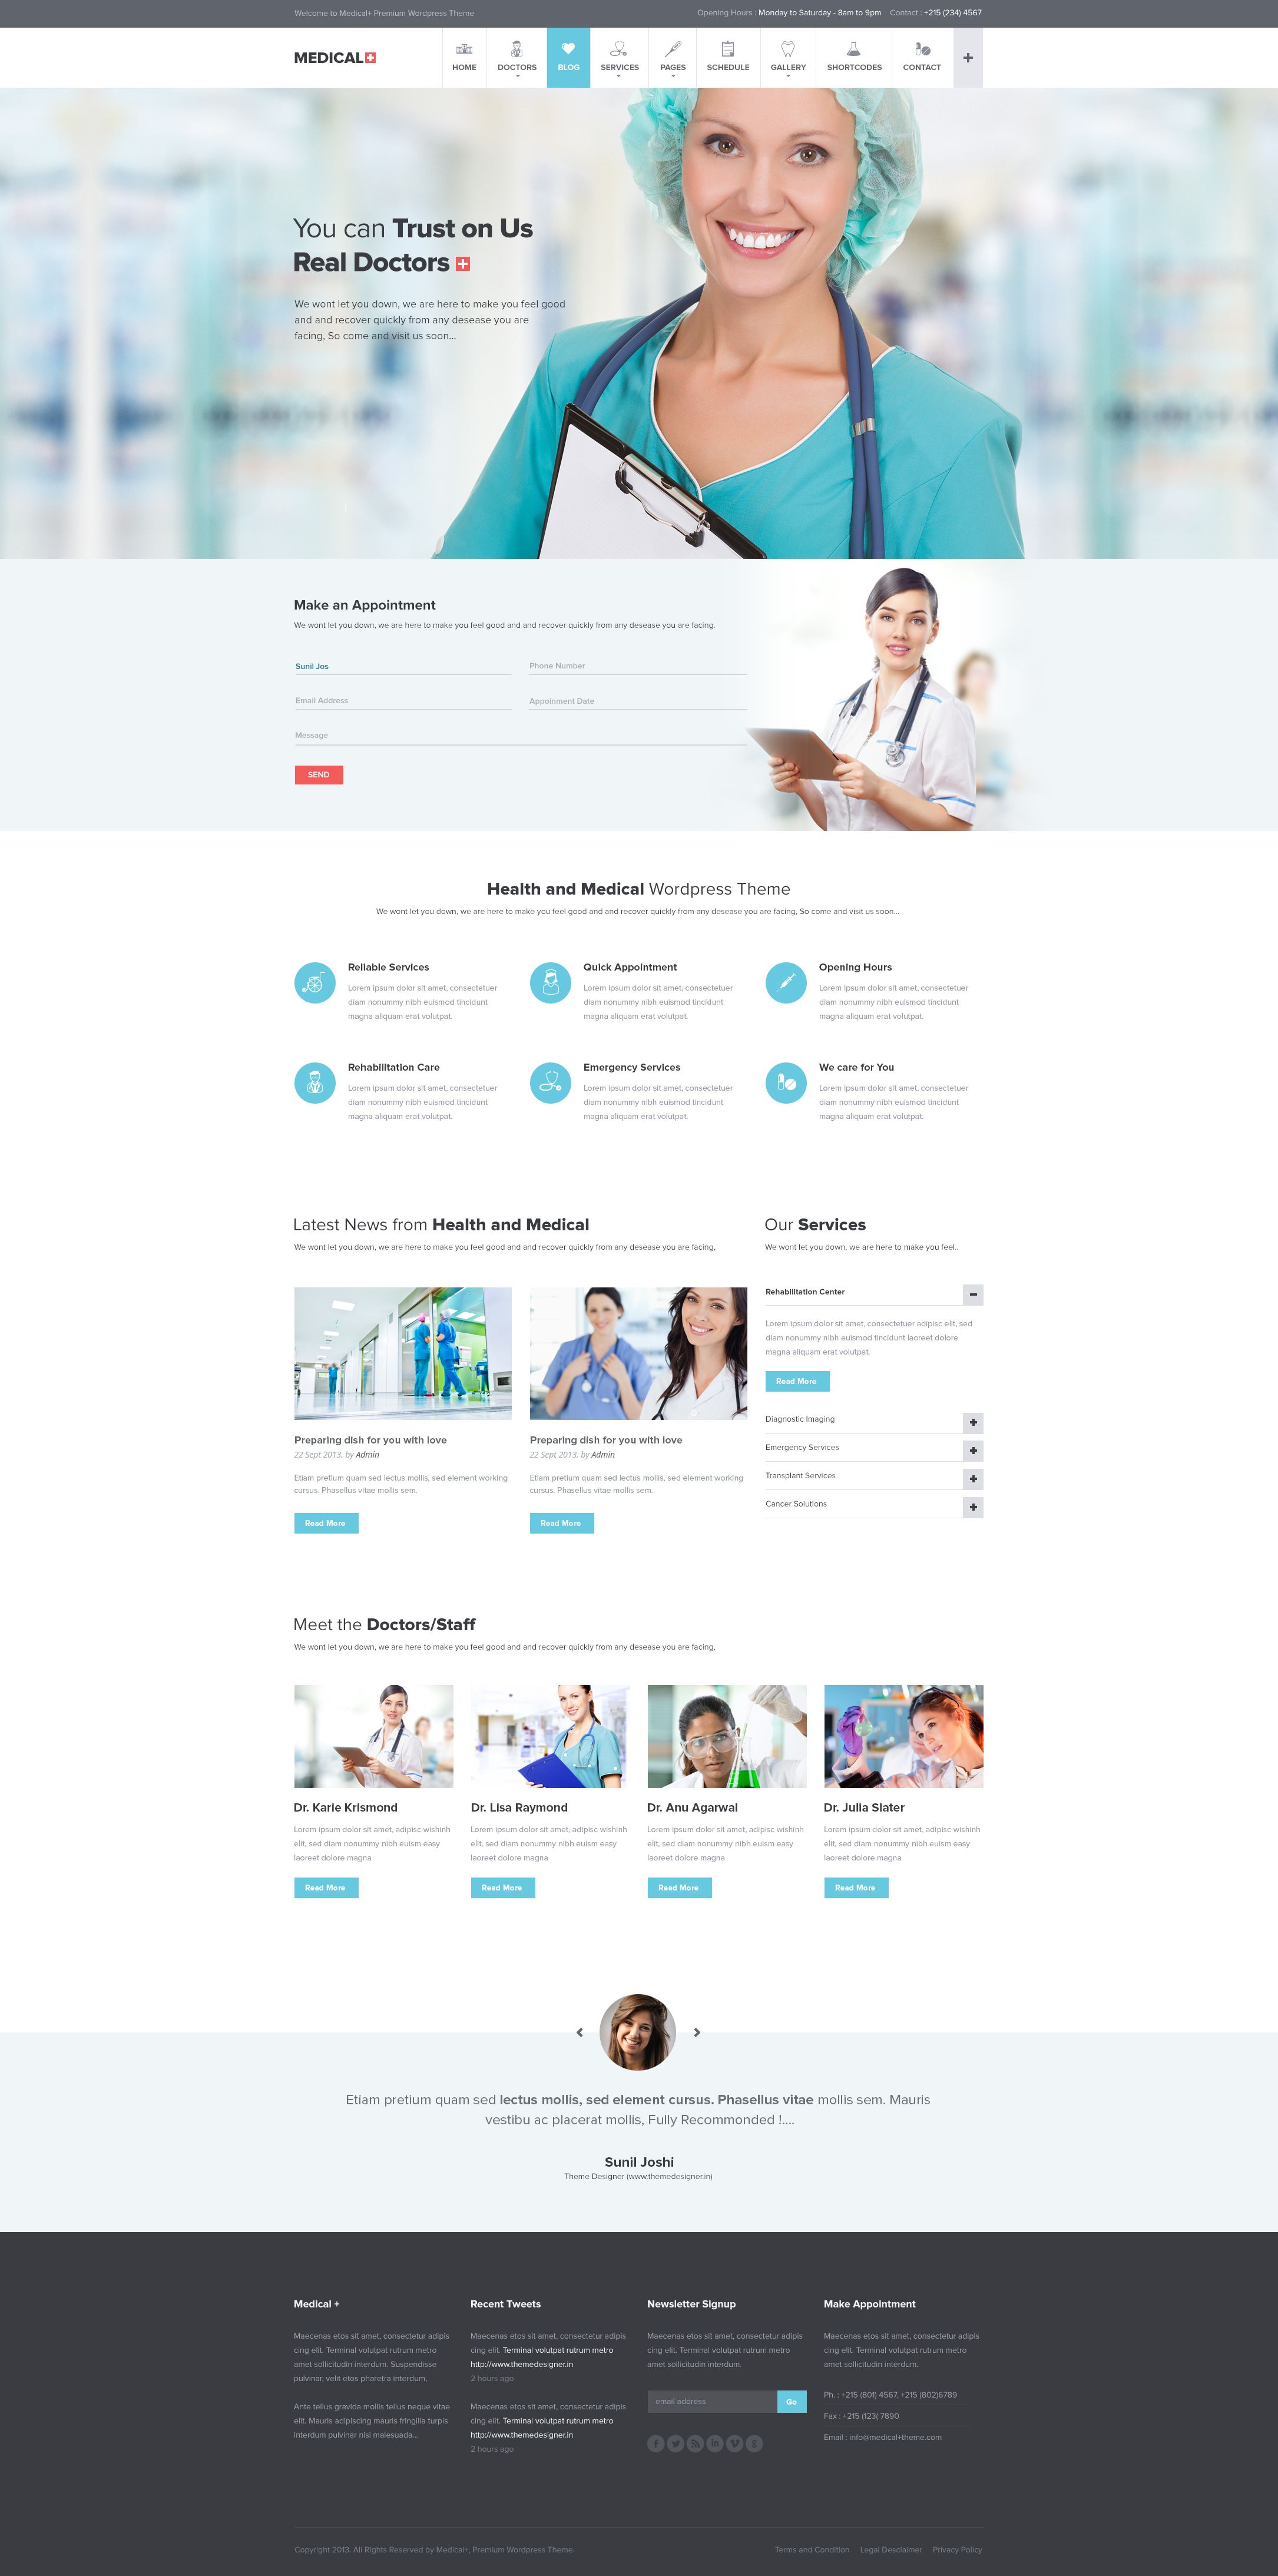 Welcome to Medical+ Premium Wordpress Theme
Opening Hours : Monday to Saturday - 8am to 9pm Contact : +215 (234) 4567
MEDICAL
HOME DOCTORS BLOG SERVICES PAGES SCHEDULE GALLERY SHORTCODES CONTACT +
You can Trust on Us
Real Doctors
We wont let you down, we are here to make you feel good
and and recover quickly from any desease you are
facing, So come and visit us soon...
Make an Appointment
We wont let you down, we are here to make you feel good and and recover quickly from any desease you are facing.
Sunil Jos
Phone Number
Email Address
Appoinment Date
Message
SEND
Health and Medical Wordpress Theme
We wont let you down, we are here to make you feel good and and recover quickly from any desease you are facing, So come and visit us soon...
Reliable Services
Lorem ipsum dolor sit amet, consectetuer
diam nonummy nibh euismod tincidunt
magna aliquam erat volutpat.
Quick Appointment
Lorem ipsum dolor sit amet, consectetuer
diam nonummy nibh euismod tincidunt
magna aliquam erat volutpat.
Opening Hours
Lorem ipsum dolor sit amet, consectetuer
diam nonummy nibh euismod tincidunt
magna aliquam erat volutpat.
Rehabilitation Care
Lorem ipsum dolor sit amet, consectetuer
diam nonummy nibh euismod tincidunt
magna aliquam erat volutpat.
Emergency Services
Lorem ipsum dolor sit amet, consectetuer
diam nonummy nibh euismod tincidunt
magna aliquam erat volutpat.
We care for You
Lorem ipsum dolor sit amet, consectetuer
diam nonummy nibh euismod tincidunt
magna aliquam erat volutpat.
Latest News from Health and Medical
We wont let you down, we are here to make you feel good and and recover quickly from any desease you are facing,
Preparing dish for you with love
22 Sept 2013, by Admin
Etiam pretium quam sed lectus mollis, sed element working
cursus. Phasellus vitae mollis sem.
Read More
Preparing dish for you with love
22 Sept 2013, by Admin
Etiam pretium quam sed lectus mollis, sed element working
cursus. Phasellus vitae mollis sem.
Read More
Our Services
We wont let you down, we are here to make you feel..
Rehabilitation Center
Lorem ipsum dolor sit amet, consectetuer adipisc elit, sed
diam nonummy nibh euismod tincidunt laoreet dolore
magna aliquam erat volutpat.
Read More
Diagnostic Imaging
Emergency Services
Transplant Services
Cancer Solutions
Meet the Doctors/Staff
We wont let you down, we are here to make you feel good and and recover quickly from any desease you are facing,
Dr. Karie Krismond
Lorem ipsum dolor sit amet, adipisc wishinh
elit, sed diam nonummy nibh euism easy
laoreet dolore magna
Read More
Dr. Lisa Raymond
Lorem ipsum dolor sit amet, adipisc wishinh
elit, sed diam nonummy nibh euism easy
laoreet dolore magna
Read More
Dr. Anu Agarwal
Lorem ipsum dolor sit amet, adipisc wishinh
elit, sed diam nonummy nibh euism easy
laoreet dolore magna
Read More
Dr. Julia Slater
Lorem ipsum dolor sit amet, adipisc wishinh
elit, sed diam nonummy nibh euism easy
laoreet dolore magna
Read More
Etiam pretium quam sed lectus mollis, sed element cursus. Phasellus vitae mollis sem. Mauris
vestibu ac placerat mollis, Fully Recommonded !....
Sunil Joshi
Theme Designer (www.themedesigner.in)
Medical +
Maecenas etos sit amet, consectetur adipis
cing elit. Terminal volutpat rutrum metro
amet sollicitudin interdum. Suspendisse
pulvinar, velit etos pharetra interdum,
Ante tellus gravida mollis tellus neque vitae
elit. Mauris adipiscing mauris fringilla turpis
interdum pulvinar nisi malesuada...
Recent Tweets
Maecenas etos sit amet, consectetur adipis
cing elit. Terminal volutpat rutrum metro
http://www.themedesigner.in
2 hours ago
Maecenas etos sit amet, consectetur adipis
cing elit. Terminal volutpat rutrum metro
http://www.themedesigner.in
2 hours ago
Newsletter Signup
Maecenas etos sit amet, consectetur adipis
cing elit. Terminal volutpat rutrum metro
amet sollicitudin interdum.
email address Go
Make Appointment
Maecenas etos sit amet, consectetur adipis
cing elit. Terminal volutpat rutrum metro
amet sollicitudin interdum.
Ph. : +215 (801) 4567, +215 (802)6789
Fax : +215 (123( 7890
Email : info@medical+theme.com
Copyright 2013. All Rights Reserved by Medical+, Premium Wordpress Theme.
Terms and Condition Legal Desclaimer Privacy Policy